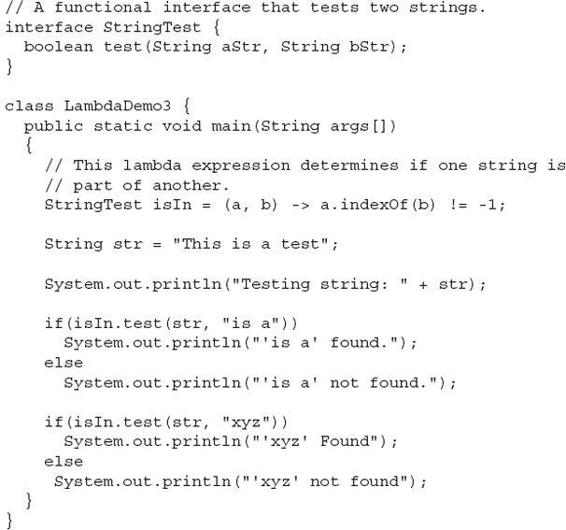 // A functional interface that tests two strings.
interface StringTest {
  boolean test(String aStr, String bStr);
}

class LambdaDemo3 {
  public static void main(String args[])
  {
    // This lambda expression determines if one string is
    // part of another.
    StringTest isIn = (a, b) -> a.indexOf(b) != -1;

    String str = "This is a test";

    System.out.println("Testing string: " + str);

    if(isIn.test(str, "is a"))
      System.out.println("'is a' found.");
    else
      System.out.println("'is a' not found.");

    if(isIn.test(str, "xyz"))
      System.out.println("'xyz' Found");
    else
     System.out.println("'xyz' not found");
  }
}